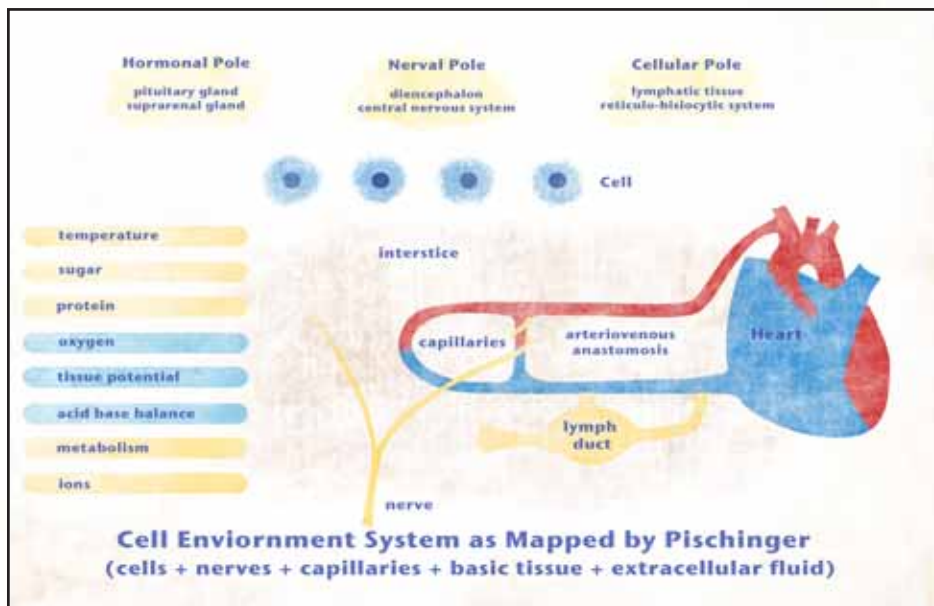 Hormonal Pole
pituitary gland
suprarenal gland
Nerval Pole
diencephalon
central nervous system
Cellular Pole
lymphatic tissue
reticulo-hisiocytic system
Cell
temperature
sugar
protein
oxygen
tissue potential
acid base balance
metabolism
ions
interstice
capillaries
arteriovenous
anastomosis
Heart
lymph
duct
nerve
Cell Enviornment System as Mapped by Pischinger
(cells + nerves + capillaries + basic tissue + extracellular fluid)